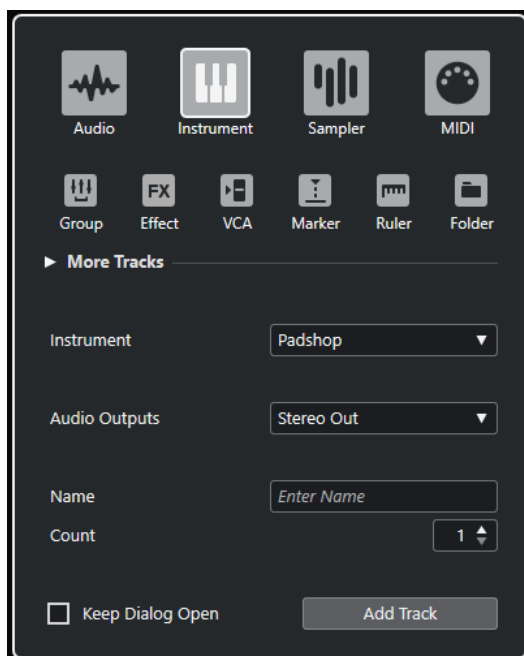 Audio Instrument Sampler MIDI
FX
Group Effect VCA Marker Ruler Folder
► More Tracks
Instrument Padshop ▼
Audio Outputs Stereo Out ▼
Name Enter Name
Count 1
Keep Dialog Open Add Track